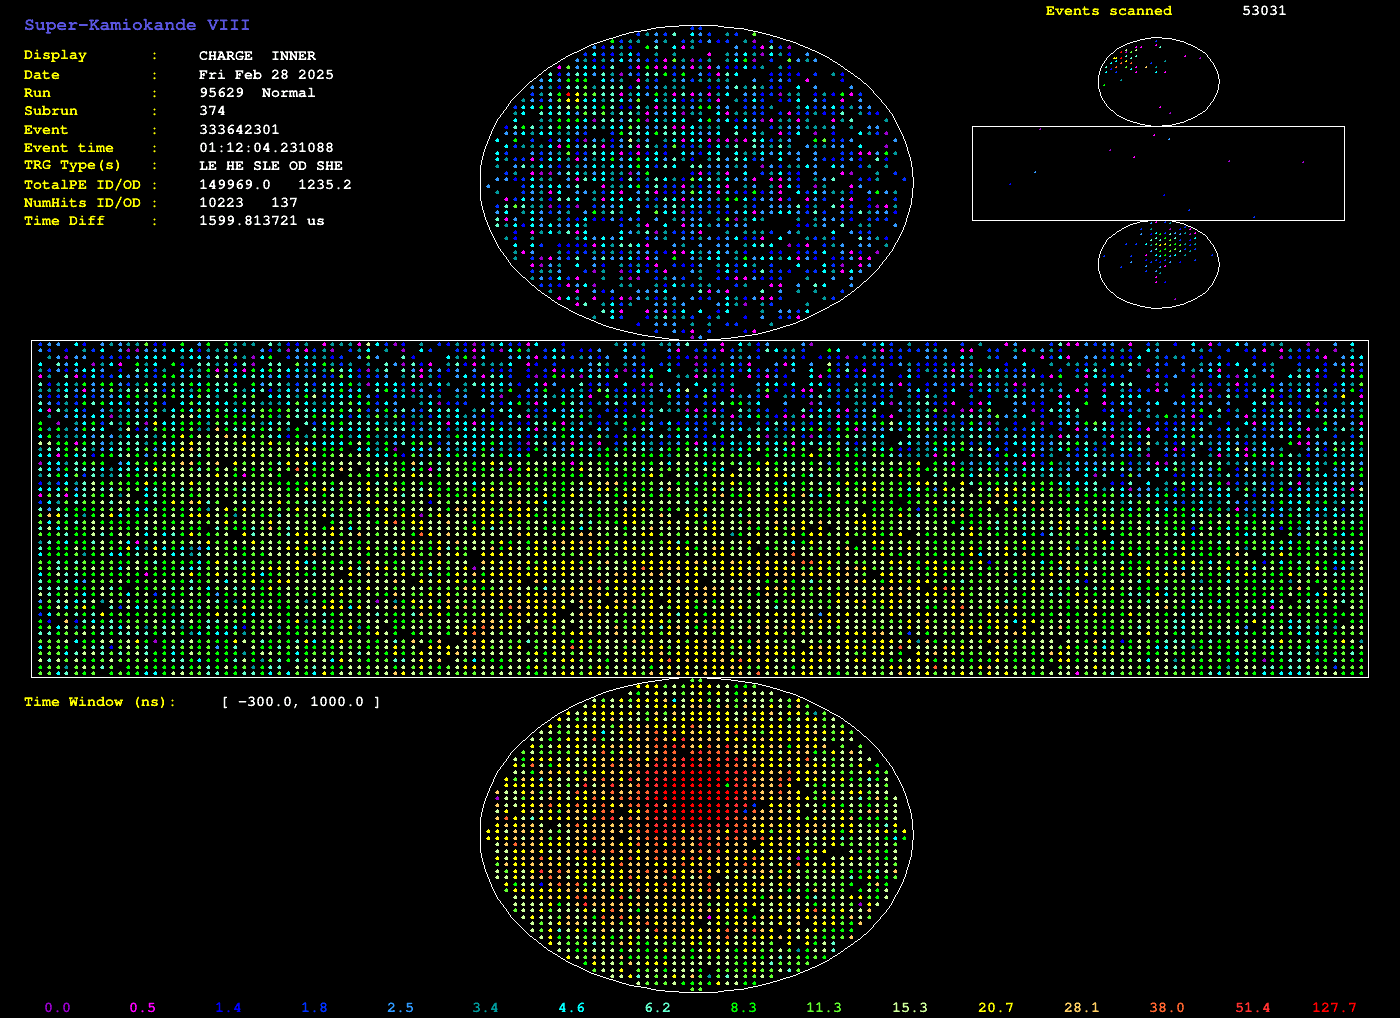 Super-Kamiokande VIII
Events scanned 53031
Display : CHARGE INNER
Date : Fri Feb 28 2025
Run : 95629 Normal
Subrun : 374
Event : 333642301
Event time : 01:12:04.231088
TRG Type(s) : LE HE SLE OD SHE
TotalPE ID/OD : 149969.0 1235.2
NumHits ID/OD : 10223 137
Time Diff : 1599.813721 us
Time Window (ns): [ -300.0, 1000.0 ]
0.0 0.5 1.4 1.8 2.5 3.4 4.6 6.2 8.3 11.3 15.3 20.7 28.1 38.0 51.4 127.7